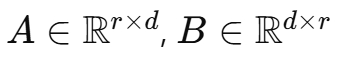 A ∈ ℝ^{r×d}, B ∈ ℝ^{d×r}